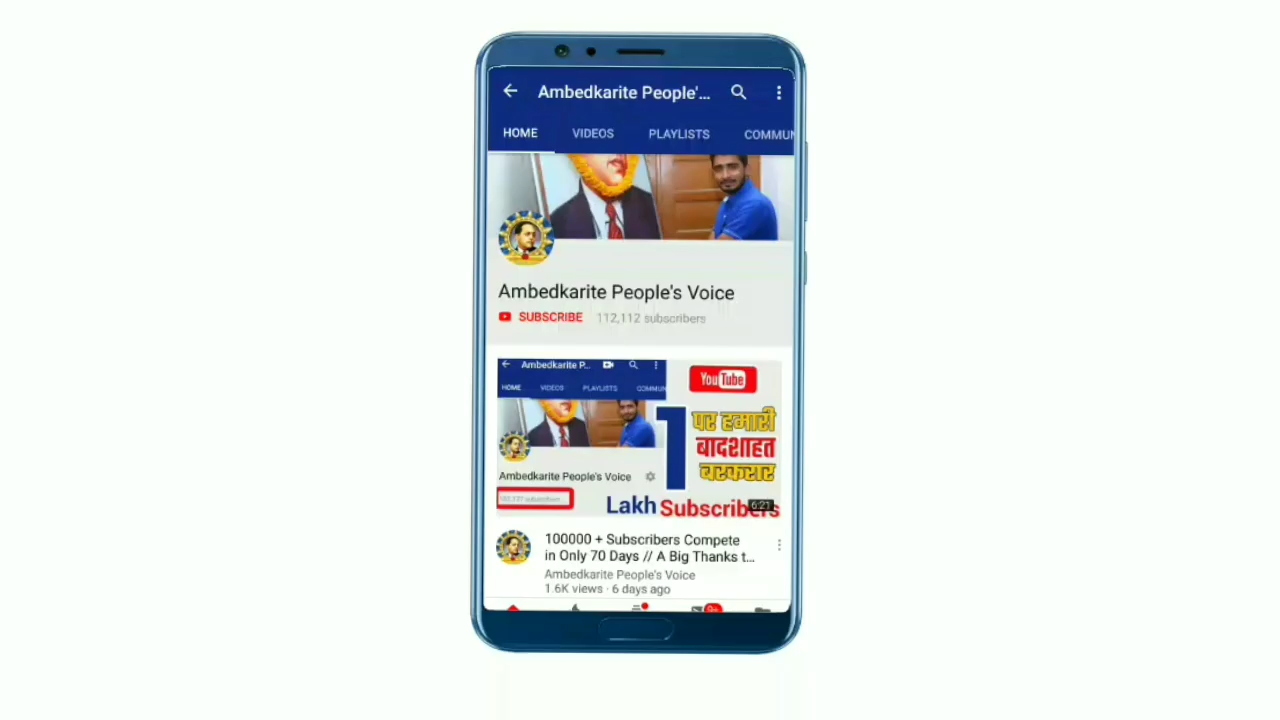 Ambedkarite People'...
HOME VIDEOS PLAYLISTS COMMUN
Ambedkarite People's Voice
SUBSCRIBE 112,112 subscribers
Ambedkarite P...
HOME VIDEOS PLAYLISTS COMMUN
Ambedkarite People's Voice
YouTube
1 पर हमारी
बादशाहत
बरकरार
Lakh Subscribers
6:21
100000 + Subscribers Compete
in Only 70 Days // A Big Thanks t...
Ambedkarite People's Voice
1.6K views · 6 days ago
9+